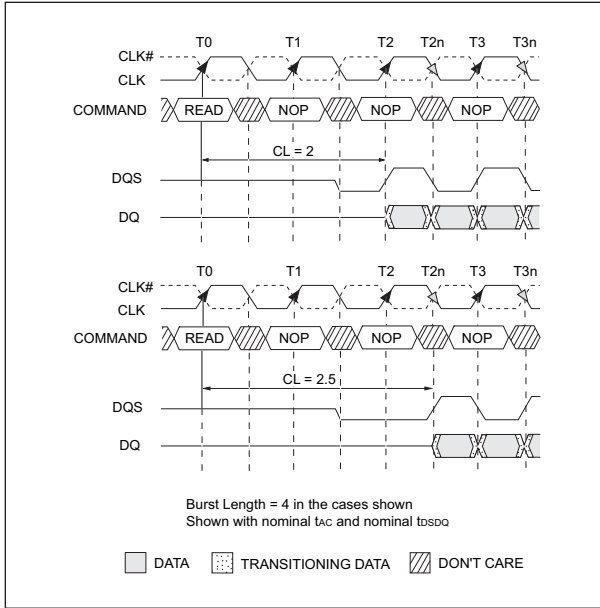 T0 T1 T2 T2n T3 T3n
CLK#
CLK
COMMAND READ NOP NOP NOP
CL = 2
DQS
DQ
T0 T1 T2 T2n T3 T3n
CLK#
CLK
COMMAND READ NOP NOP NOP
CL = 2.5
DQS
DQ
Burst Length = 4 in the cases shown
Shown with nominal tAC and nominal tDSDQ
DATA TRANSITIONING DATA DON'T CARE